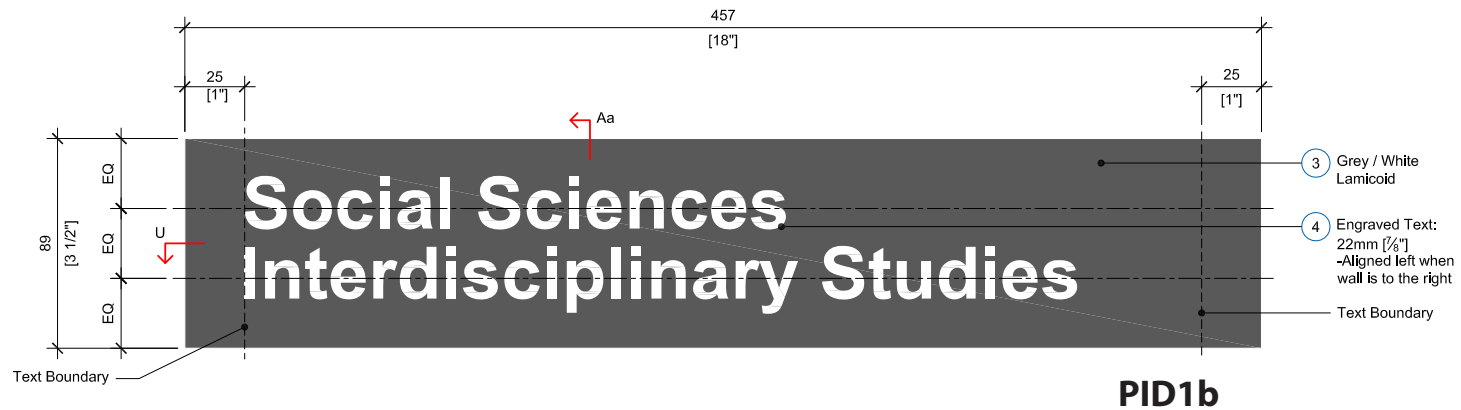 457
[18"]
25
[1"]
25
[1"]
Aa
EQ
EQ
EQ
89
[3 1/2"]
U
Social Sciences
Interdisciplinary Studies
3 Grey / White
Lamicoid
4 Engraved Text:
22mm [⅞"]
-Aligned left when
wall is to the right
Text Boundary
Text Boundary
PID1b